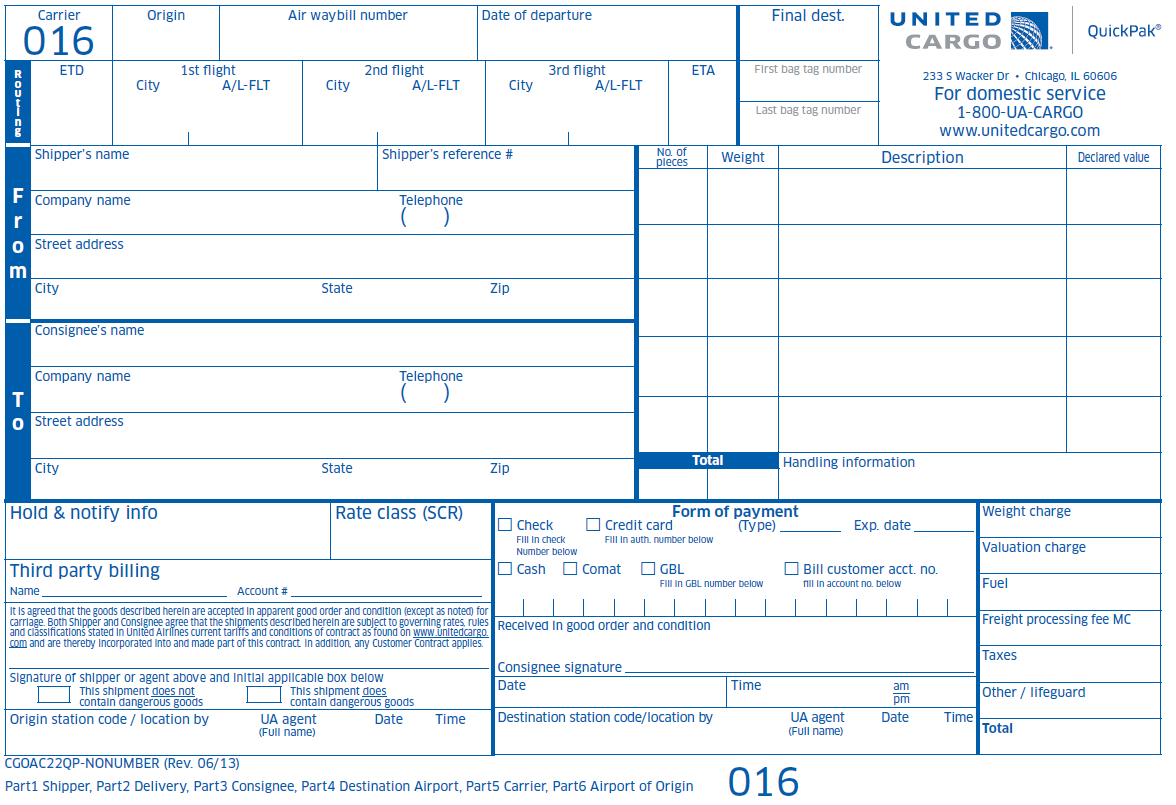 Carrier
016
Origin
Air waybill number
Date of departure
Final dest.
UNITED
CARGO
QuickPak®
Routing
ETD
1st flight
City A/L-FLT
2nd flight
City A/L-FLT
3rd flight
City A/L-FLT
ETA
First bag tag number
Last bag tag number
233 S Wacker Dr • Chicago, IL 60606
For domestic service
1-800-UA-CARGO
www.unitedcargo.com
From
Shipper's name
Shipper's reference #
Company name
Telephone
( )
Street address
City State Zip
To
Consignee's name
Company name
Telephone
( )
Street address
City State Zip
No. of
pieces
Weight
Description
Declared value
Total
Handling information
Hold & notify info
Rate class (SCR)
Third party billing
Name Account #
It is agreed that the goods described herein are accepted in apparent good order and condition (except as noted) for
carriage. Both Shipper and Consignee agree that the shipments described herein are subject to governing rates, rules
and classifications stated in United Airlines current tariffs and conditions of contract as found on www.unitedcargo.
com and are thereby incorporated into and made part of this contract. In addition, any Customer Contract applies.
Signature of shipper or agent above and initial applicable box below
This shipment does not
contain dangerous goods
This shipment does
contain dangerous goods
Origin station code / location by
UA agent
(Full name)
Date
Time
Form of payment
Check
Fill in check
Number below
Credit card
Fill in auth. number below
(Type)
Exp. date
Cash
Comat
GBL
Fill in GBL number below
Bill customer acct. no.
fill in account no. below
Received in good order and condition
Consignee signature
Date
Time
am
pm
Destination station code/location by
UA agent
(Full name)
Date
Time
Weight charge
Valuation charge
Fuel
Freight processing fee MC
Taxes
Other / lifeguard
Total
CGOAC22QP-NONUMBER (Rev. 06/13)
Part1 Shipper, Part2 Delivery, Part3 Consignee, Part4 Destination Airport, Part5 Carrier, Part6 Airport of Origin
016